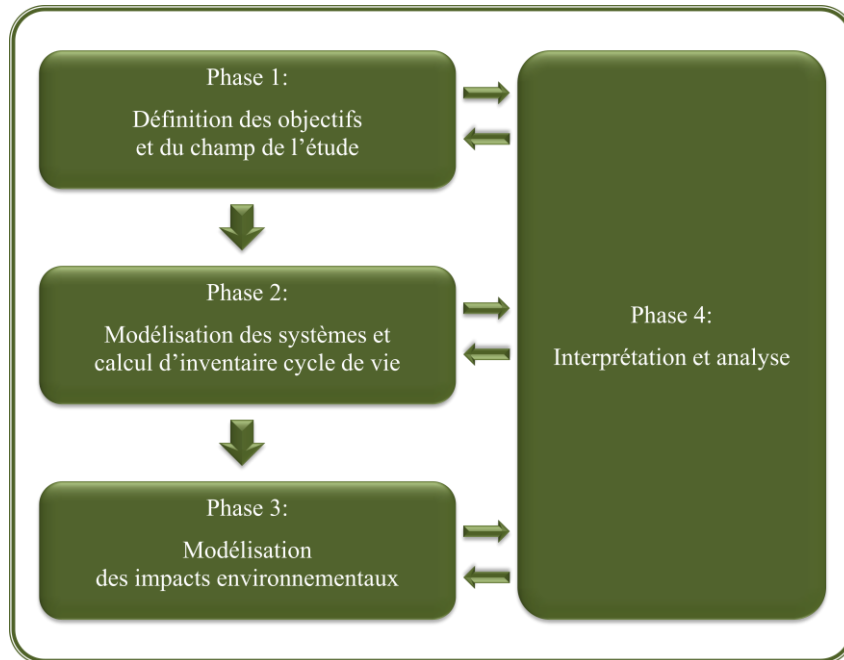 Phase 1:
Définition des objectifs
et du champ de l’étude
Phase 2:
Modélisation des systèmes et
calcul d’inventaire cycle de vie
Phase 3:
Modélisation
des impacts environnementaux
Phase 4:
Interprétation et analyse